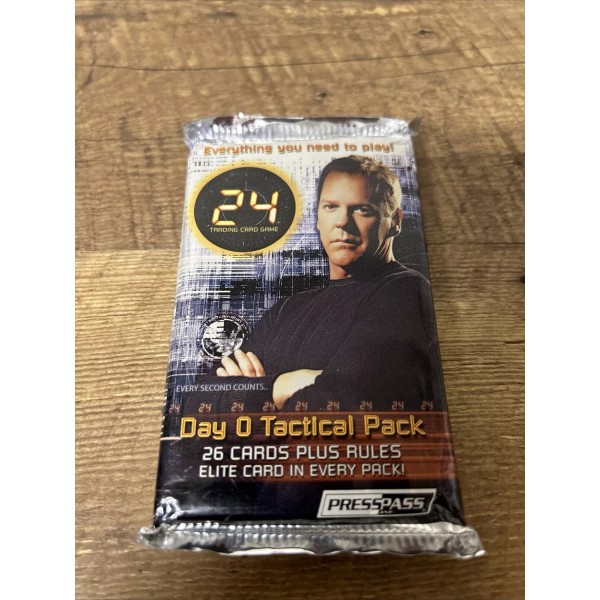 Everything you need to play!
24
TRADING CARD GAME
EVERY SECOND COUNTS...
24 24 24 24 24 24 24 24 24
Day 0 Tactical Pack
26 CARDS PLUS RULES
ELITE CARD IN EVERY PACK!
PRESSPASS